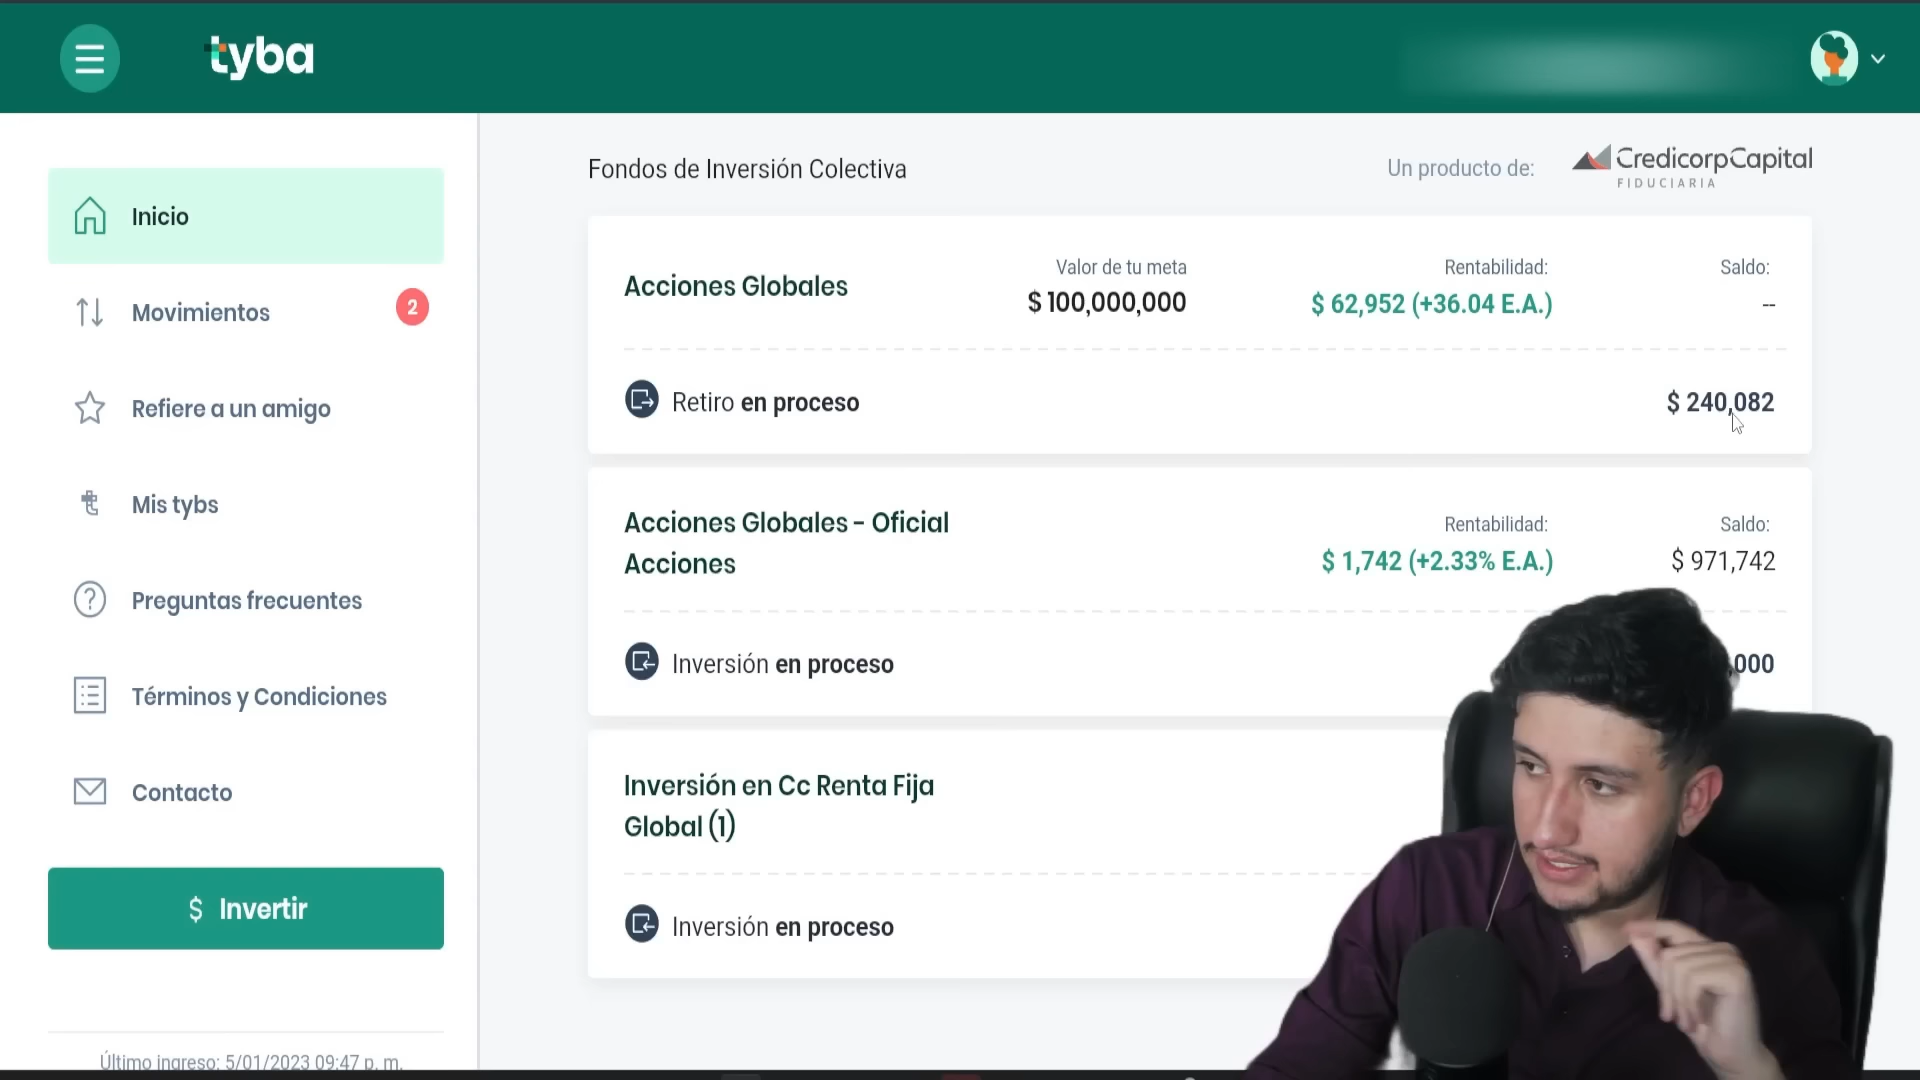 tyba
Inicio
Movimientos 2
Refiere a un amigo
Mis tybs
Preguntas frecuentes
Términos y Condiciones
Contacto
$ Invertir
Último ingreso: 5/01/2023 09:47 p. m.
Fondos de Inversión Colectiva
Un producto de: CredicorpCapital
FIDUCIARIA
Acciones Globales
Valor de tu meta
$ 100,000,000
Rentabilidad:
$ 62,952 (+36.04 E.A.)
Saldo:
--
Retiro en proceso $ 240,082
Acciones Globales - Oficial
Acciones
Rentabilidad:
$ 1,742 (+2.33% E.A.)
Saldo:
$ 971,742
Inversión en proceso ,000
Inversión en Cc Renta Fija
Global (1)
Inversión en proceso